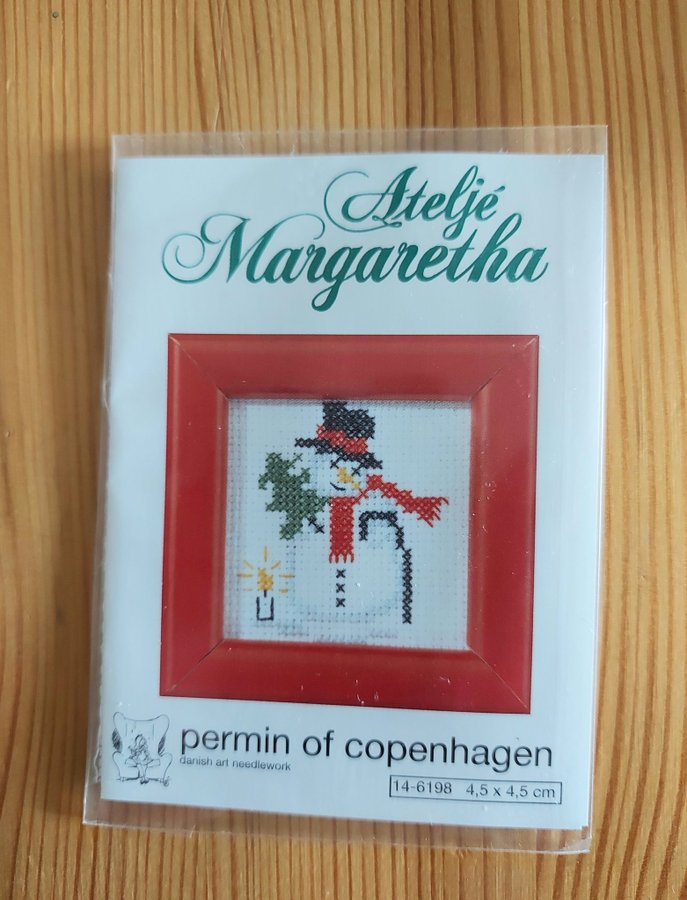 Ateljé
Margaretha
permin of copenhagen
danish art needlework
14-6198 4,5 x 4,5 cm